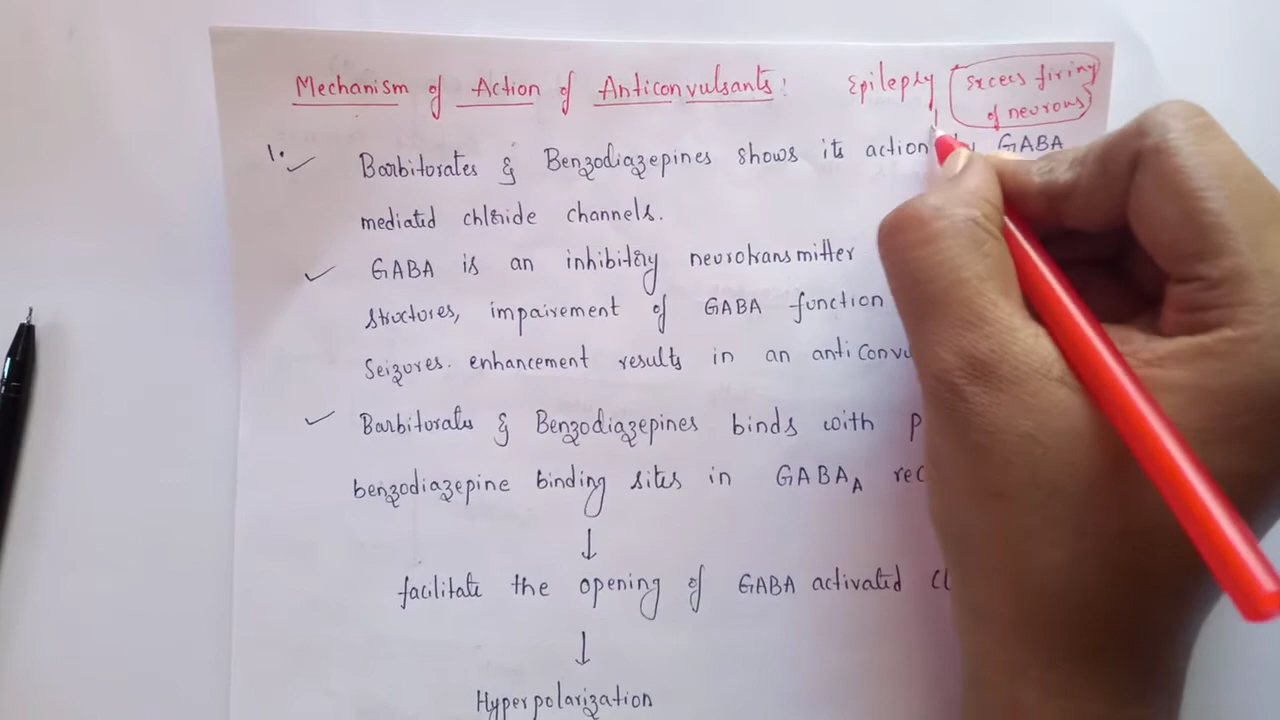 Mechanism of Action of Anticonvulsants: Epilepsy excess firing
of neurons
1. Barbiturates & Benzodiazepines shows its action by GABA
mediated chloride channels.
GABA is an inhibitory neurotransmitter
structures, impairement of GABA function
Seizures. enhancement results in an anticonvu
Barbiturates & Benzodiazepines binds with
benzodiazepine binding sites in GABAA rec
↓
facilitate the opening of GABA activated Cl
↓
Hyperpolarization